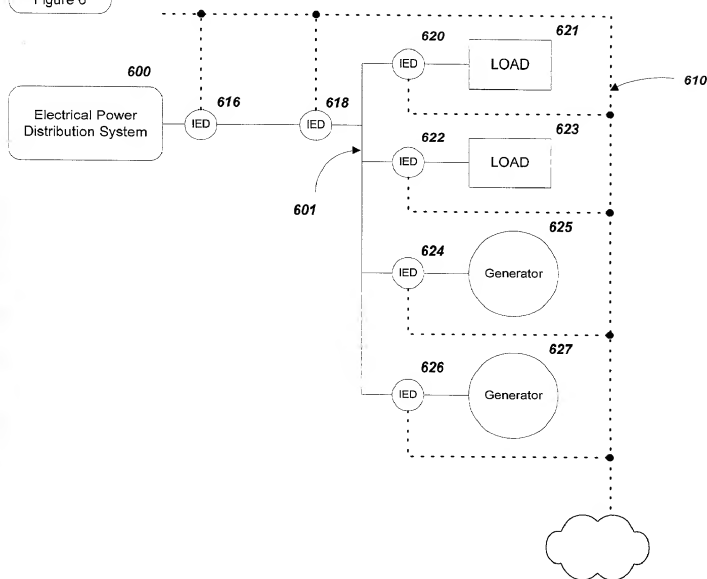 Figure 6
600
Electrical Power
Distribution System
IED
616
IED
618
601
620
IED
621
LOAD
610
622
IED
623
LOAD
624
IED
625
Generator
626
IED
627
Generator